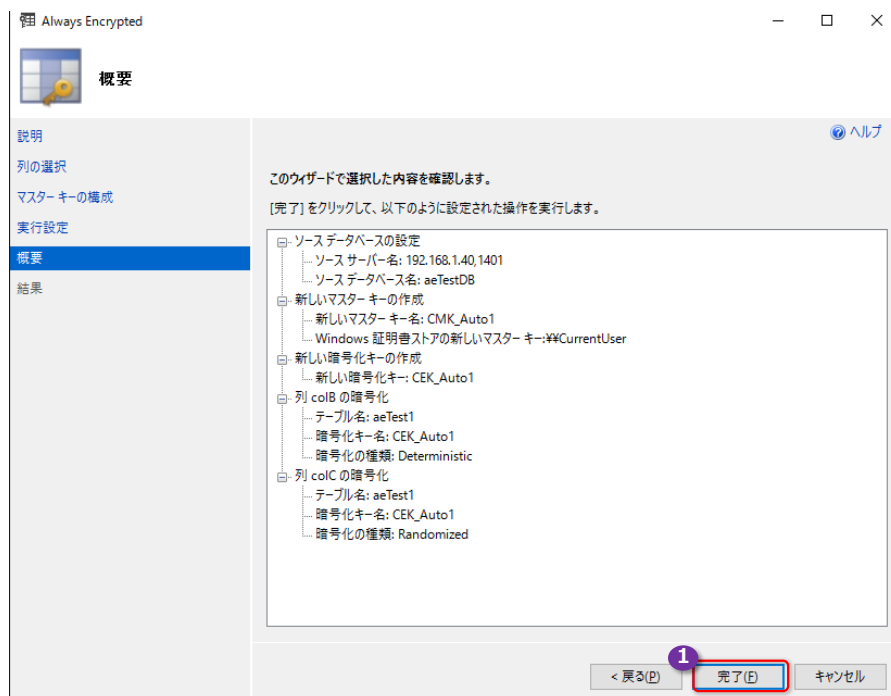 Always Encrypted
概要
説明
ヘルプ
列の選択
マスター キーの構成
実行設定
概要
結果
このウィザードで選択した内容を確認します。
[完了] をクリックして、以下のように設定された操作を実行します。
ソース データベースの設定
ソース サーバー名: 192.168.1.40,1401
ソース データベース名: aeTestDB
新しいマスター キーの作成
新しいマスター キー名: CMK_Auto1
Windows 証明書ストアの新しいマスター キー:¥¥CurrentUser
新しい暗号化キーの作成
新しい暗号化キー: CEK_Auto1
列 colB の暗号化
テーブル名: aeTest1
暗号化キー名: CEK_Auto1
暗号化の種類: Deterministic
列 colC の暗号化
テーブル名: aeTest1
暗号化キー名: CEK_Auto1
暗号化の種類: Randomized
1
< 戻る(P) 完了(F) キャンセル